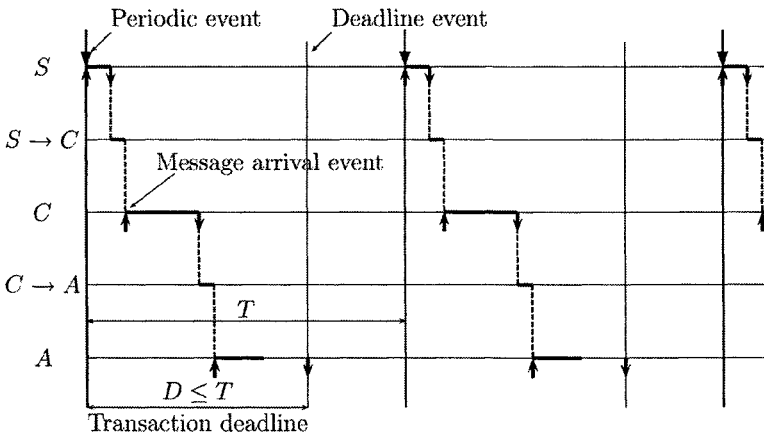 Periodic event
Deadline event
S
S → C
Message arrival event
C
C → A
T
A
D ≤ T
Transaction deadline